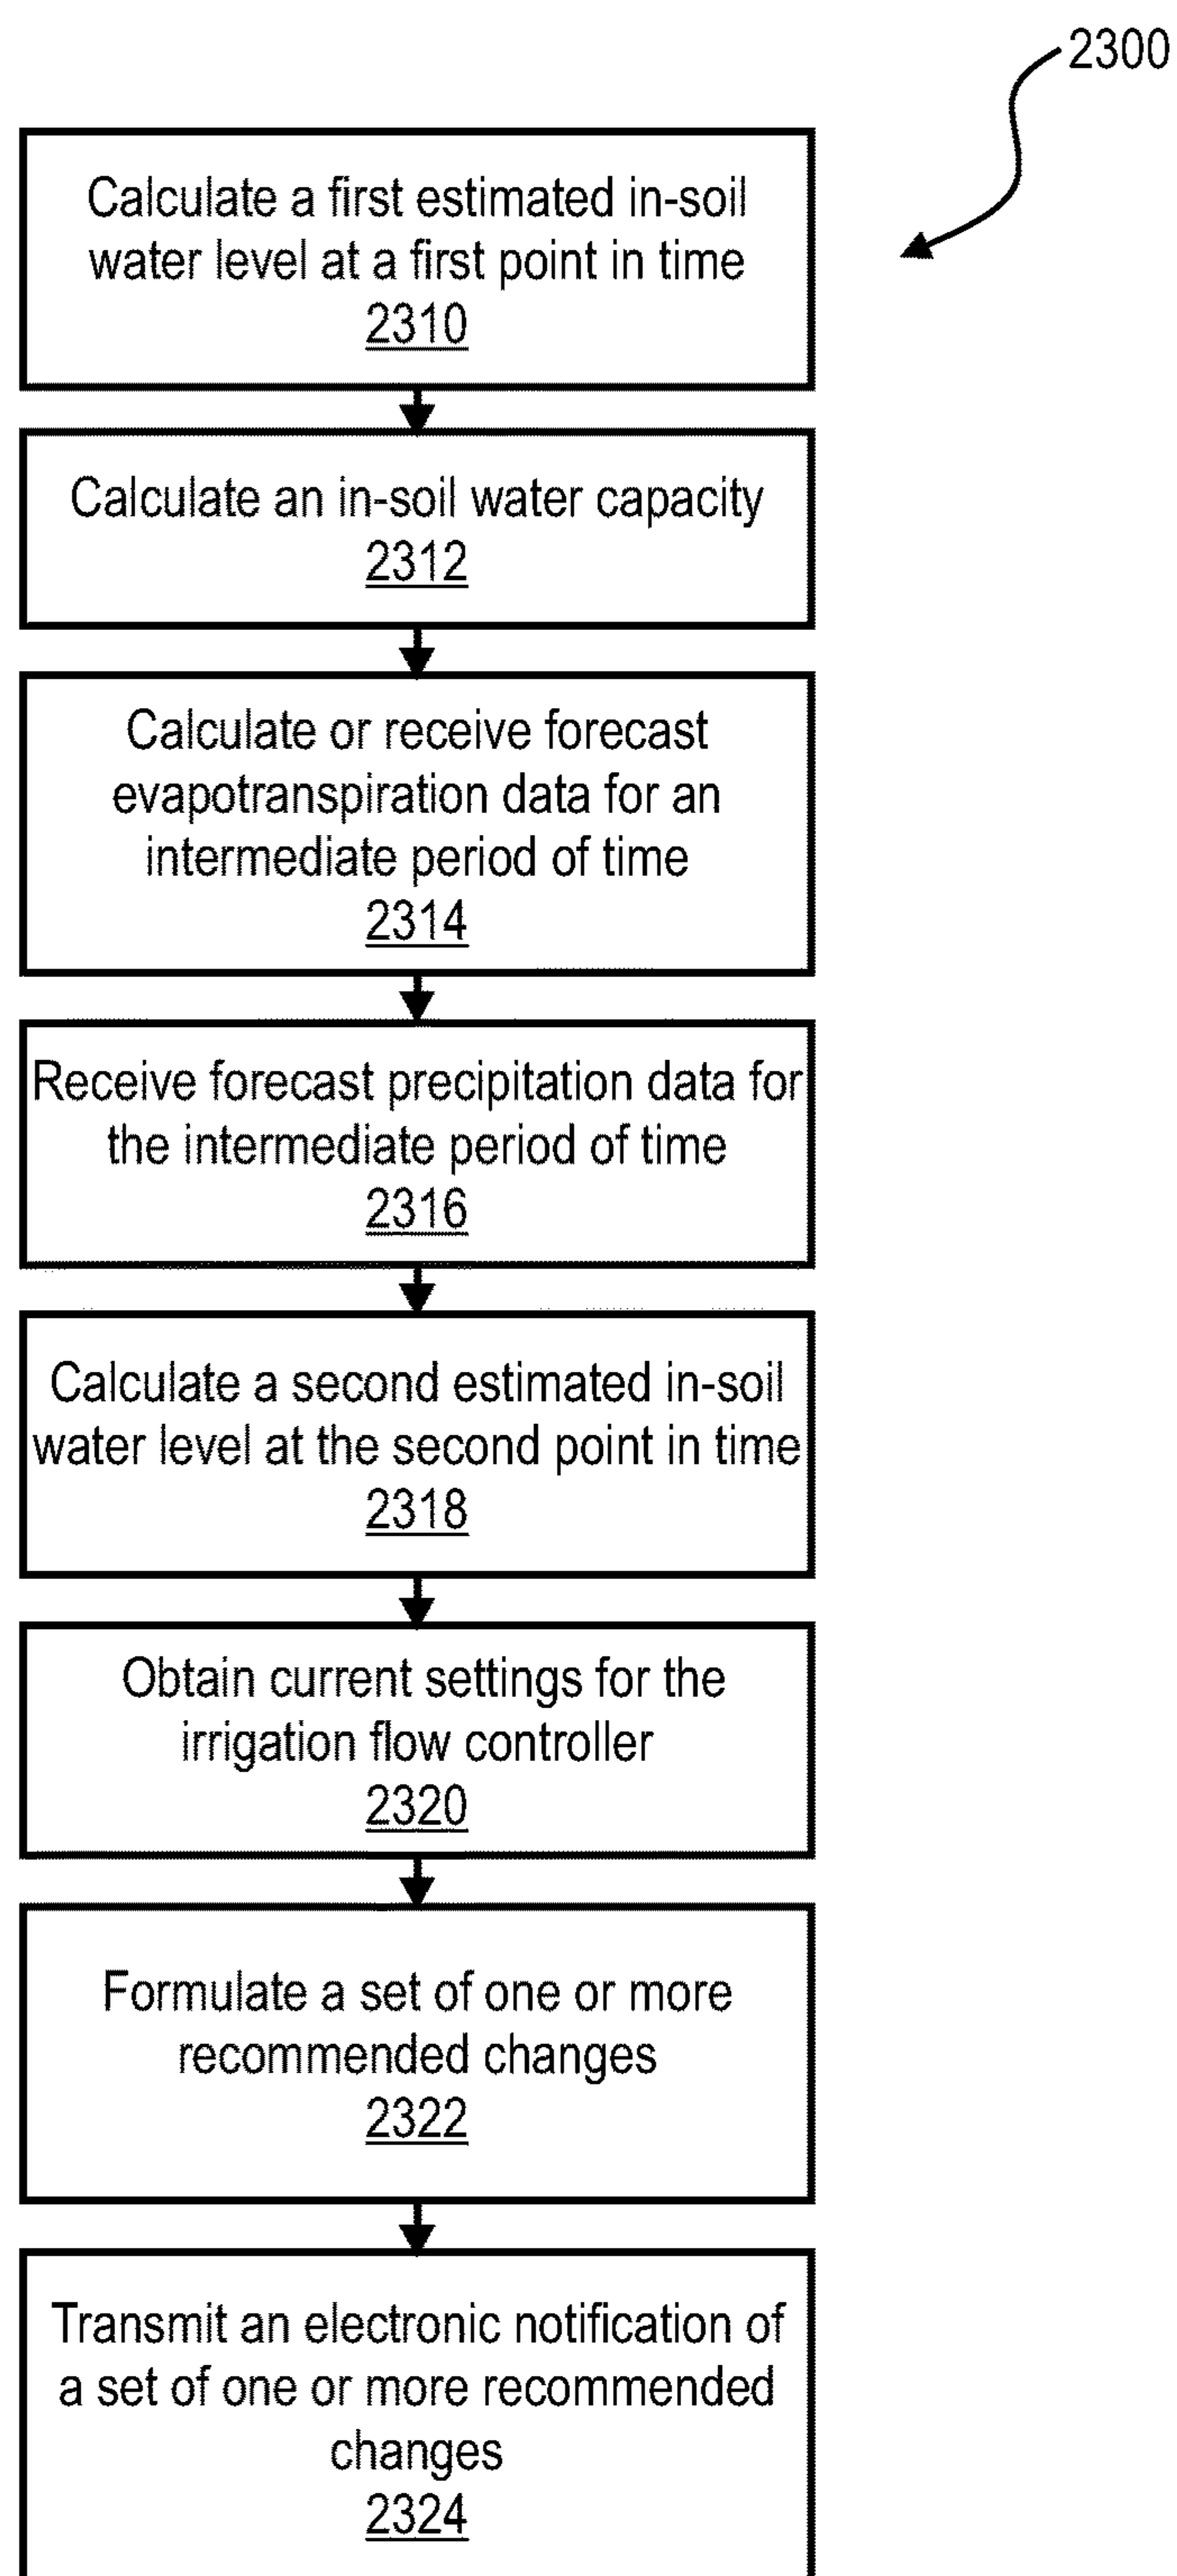 2300
Calculate a first estimated in-soil
water level at a first point in time
2310
Calculate an in-soil water capacity
2312
Calculate or receive forecast
evapotranspiration data for an
intermediate period of time
2314
Receive forecast precipitation data for
the intermediate period of time
2316
Calculate a second estimated in-soil
water level at the second point in time
2318
Obtain current settings for the
irrigation flow controller
2320
Formulate a set of one or more
recommended changes
2322
Transmit an electronic notification of
a set of one or more recommended
changes
2324